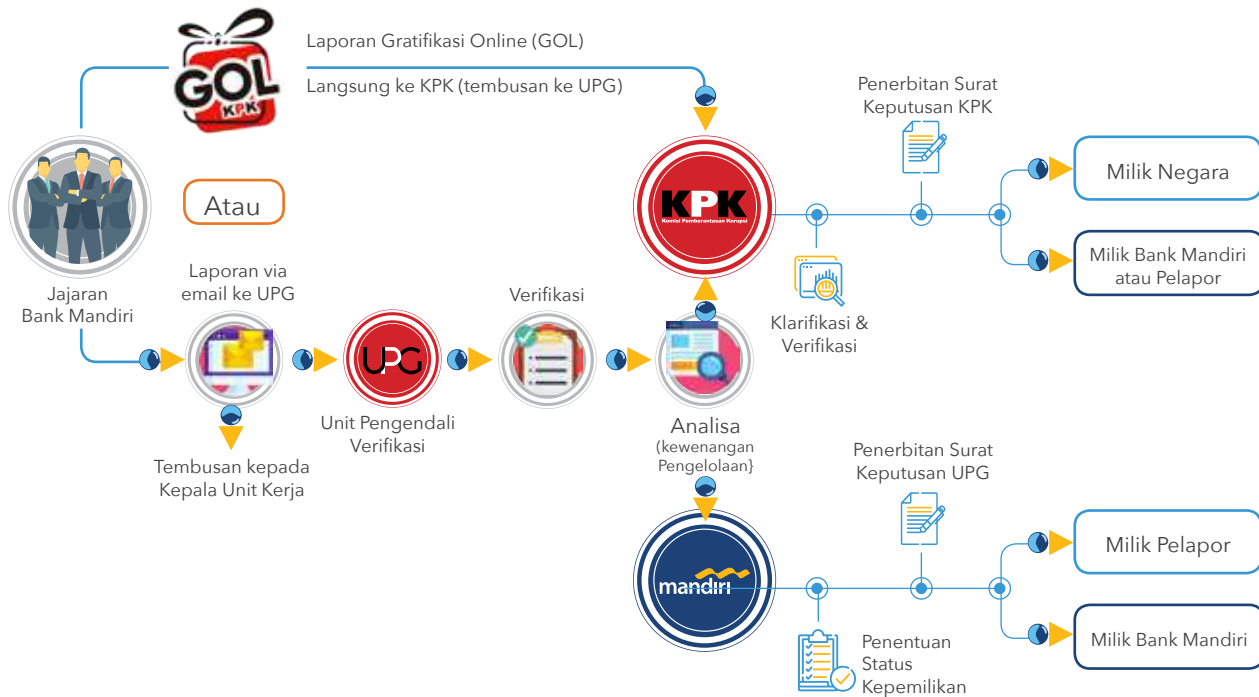 GOL
KPK
Laporan Gratifikasi Online (GOL)
Langsung ke KPK (tembusan ke UPG)
Jajaran
Bank Mandiri
Atau
Laporan via
email ke UPG
Tembusan kepada
Kepala Unit Kerja
UPG
Unit Pengendali
Verifikasi
Verifikasi
Analisa
(kewenangan
Pengelolaan}
KPK
Komisi Pemberantasan Korupsi
Klarifikasi &
Verifikasi
Penerbitan Surat
Keputusan KPK
Milik Negara
Milik Bank Mandiri
atau Pelapor
mandiri
Penentuan
Status
Kepemilikan
Penerbitan Surat
Keputusan UPG
Milik Pelapor
Milik Bank Mandiri